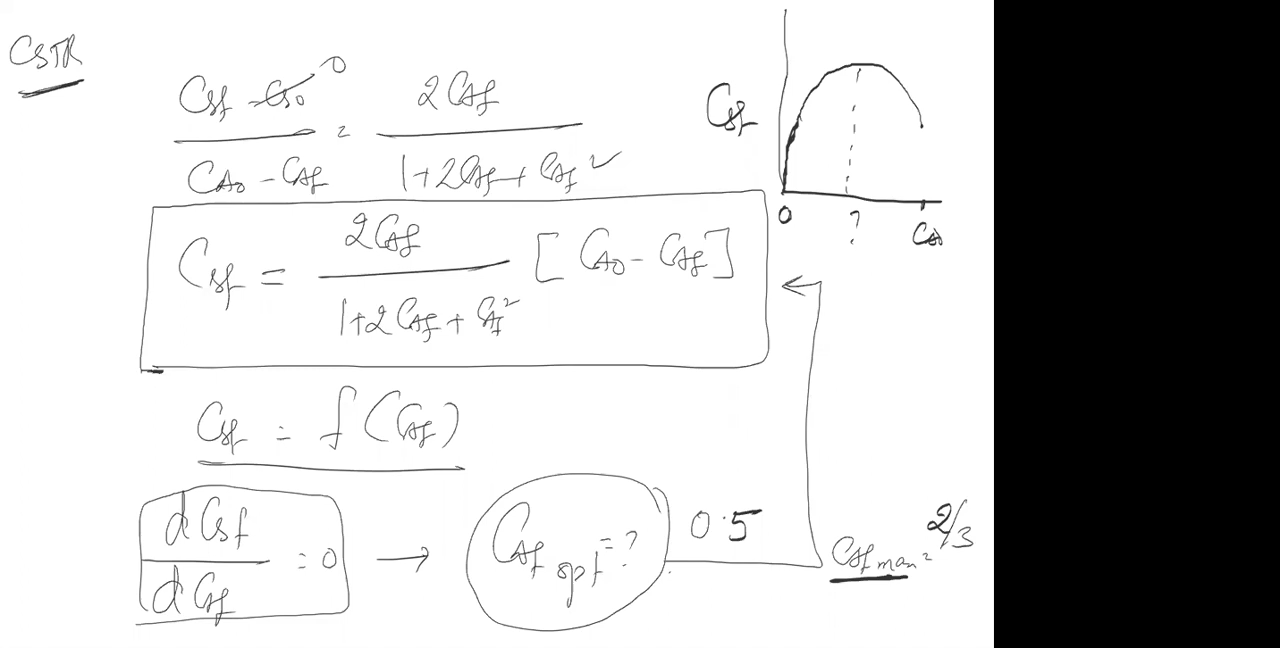 CSTR
Csf - Cs0 → 0 / CA0 - CAf = 2CAf / 1+2CAf+CAf²
Csf = 2CAf / 1+2CAf+CAf² [CA0 - CAf]
Csf = f(CAf)
dCsf / dCAf = 0 → CAf opt = ? 0.5
Csf max = 2/3
Csf
0 ? CA0